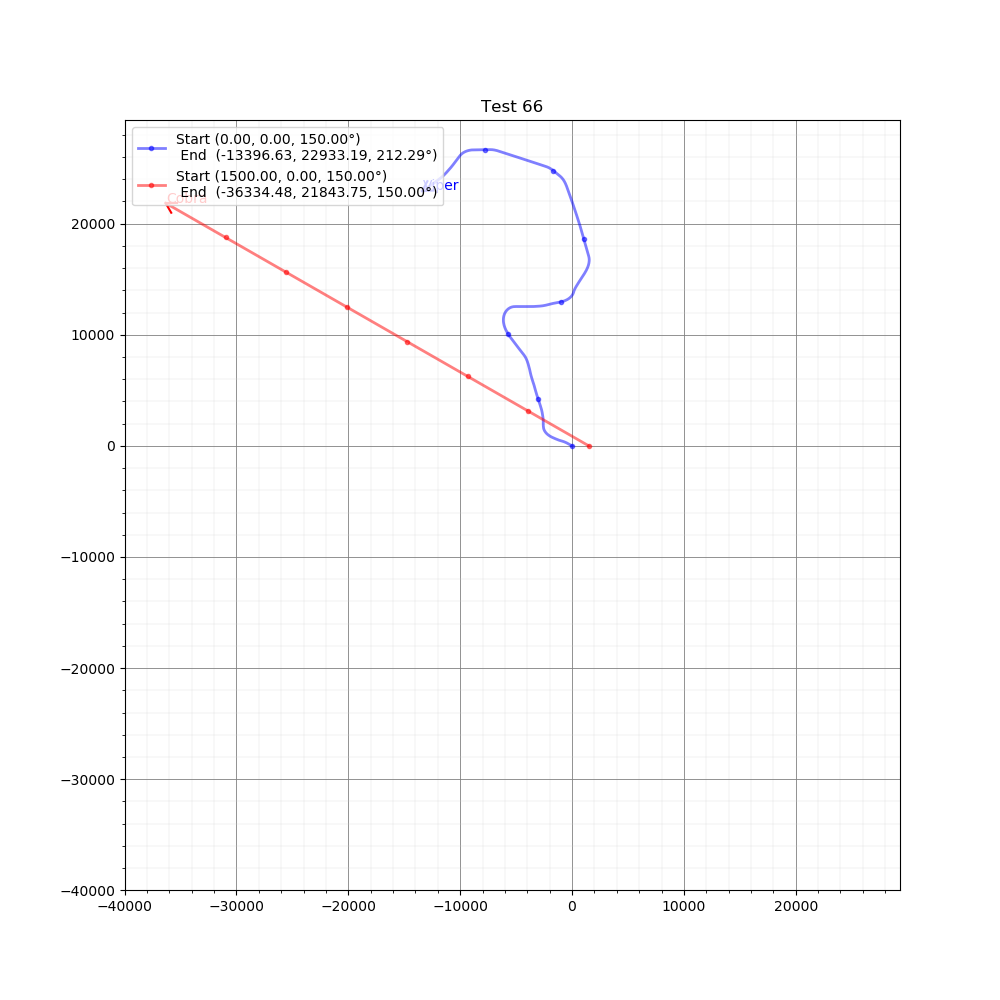 Test 66
Start (0.00, 0.00, 150.00°)
End (-13396.63, 22933.19, 212.29°)
Start (1500.00, 0.00, 150.00°)
End (-36334.48, 21843.75, 150.00°)
Viper
Cobra
20000
10000
0
−10000
−20000
−30000
−40000
−40000 −30000 −20000 −10000 0 10000 20000